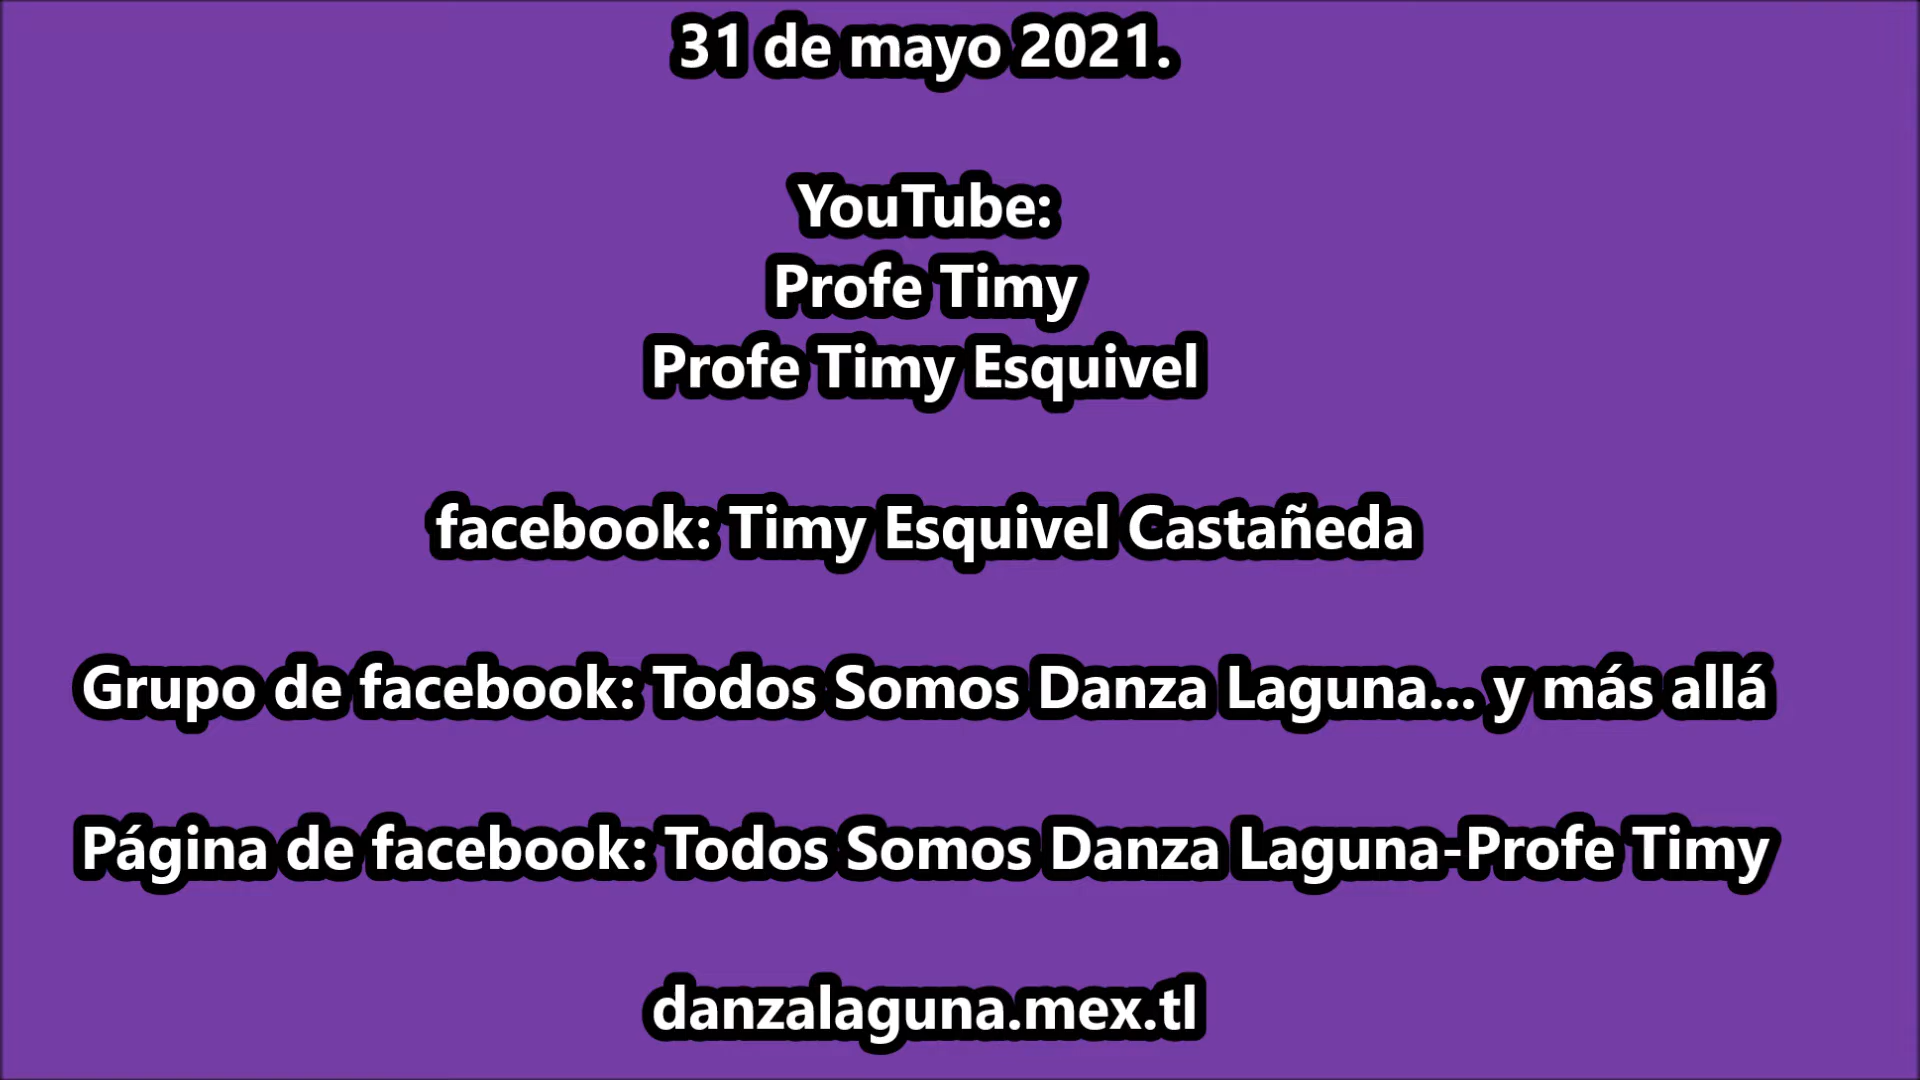 31 de mayo 2021.
YouTube:
Profe Timy
Profe Timy Esquivel
facebook: Timy Esquivel Castañeda
Grupo de facebook: Todos Somos Danza Laguna... y más allá
Página de facebook: Todos Somos Danza Laguna-Profe Timy
danzalaguna.mex.tl